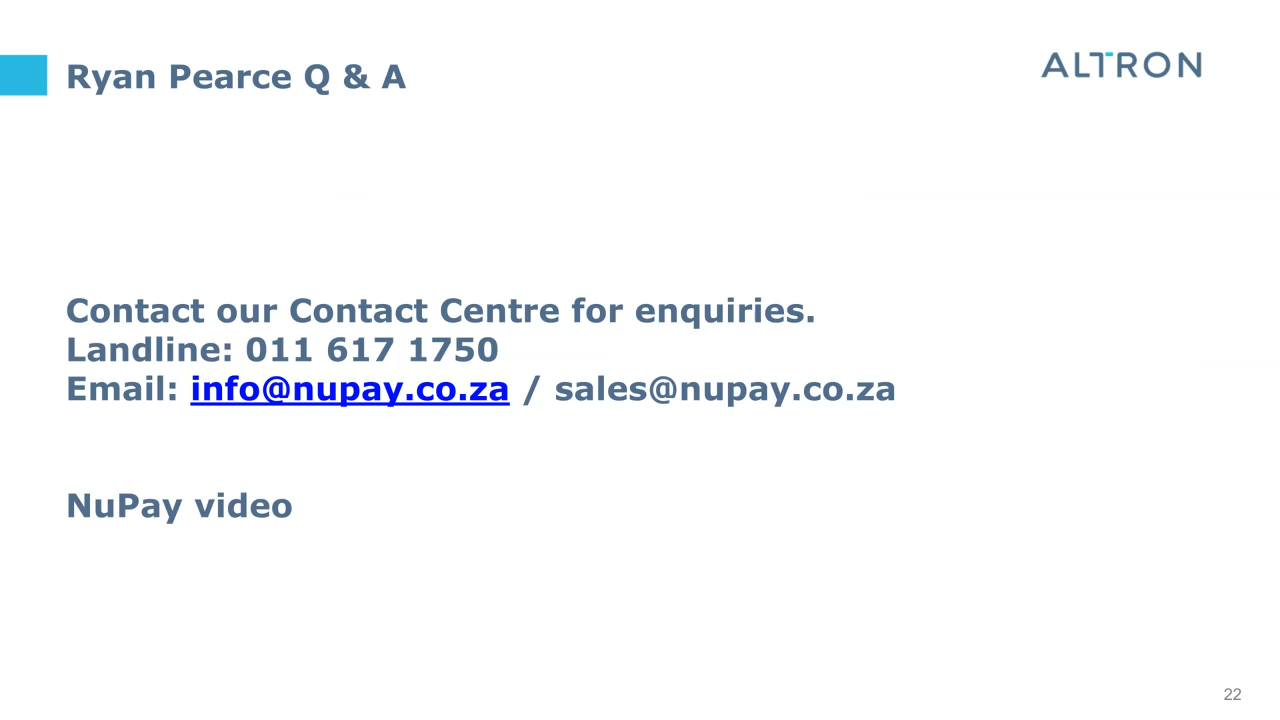 Ryan Pearce Q & A
ALTRON
Contact our Contact Centre for enquiries.
Landline: 011 617 1750
Email: info@nupay.co.za / sales@nupay.co.za
NuPay video
22